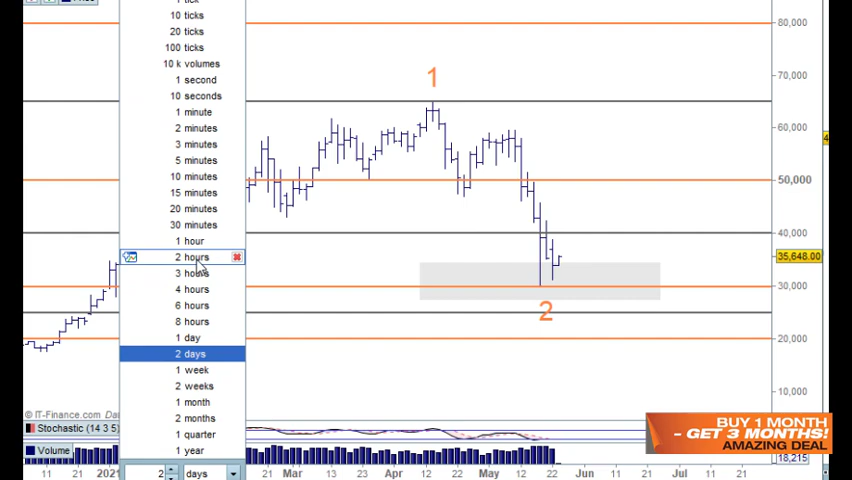 Price
1 tick
10 ticks
20 ticks
100 ticks
10 k volumes
1 second
10 seconds
1 minute
2 minutes
3 minutes
5 minutes
10 minutes
15 minutes
20 minutes
30 minutes
1 hour
2 hours
3 hours
4 hours
6 hours
8 hours
1 day
2 days
1 week
2 weeks
1 month
2 months
1 quarter
1 year
2 days
1
2
80,000
70,000
60,000
50,000
40,000
4
35,648.00
30,000
20,000
10,000
© IT-Finance.com
Stochastic (14 3 5)
Volume
18,215
BUY 1 MONTH
- GET 3 MONTHS!
AMAZING DEAL
11 19 2021 21 Mar 13 23 Apr 12 22 May 12 22 Jun 11 21 Jul 11 21